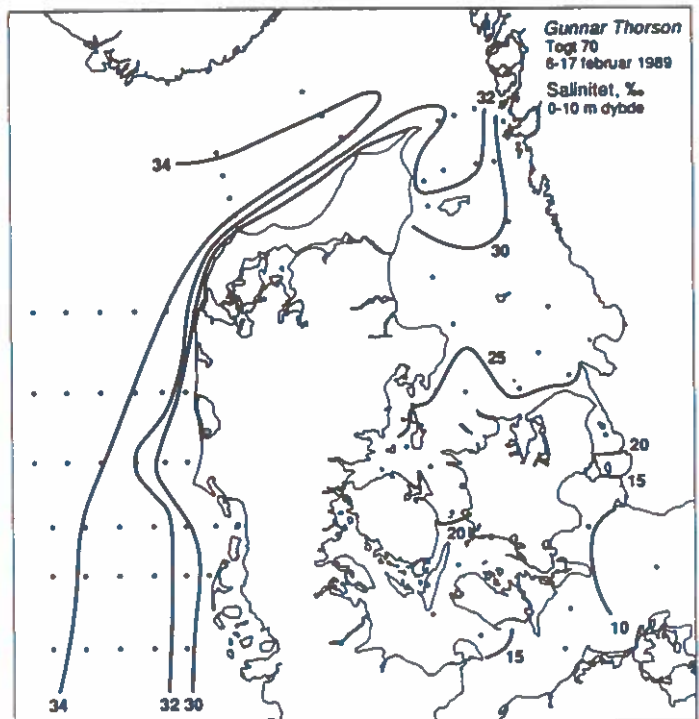 Gunnar Thorson
Togt 70
6-17 februar 1989
Salinitet, ‰
0-10 m dybde
32
34
30
25
20
15
20
10
15
34
32 30